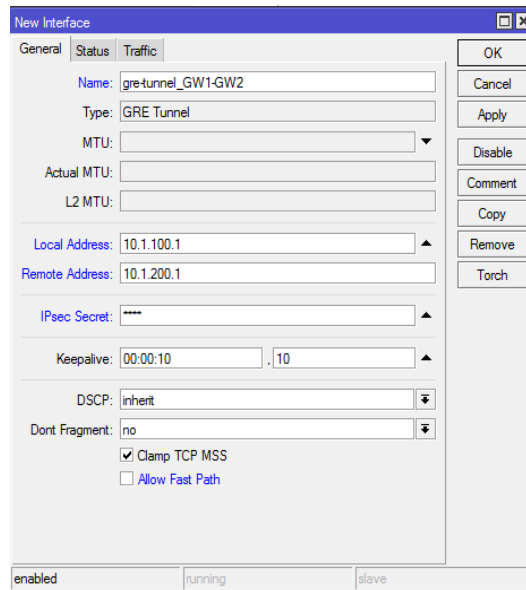 New Interface
General Status Traffic
Name: gre-tunnel_GW1-GW2
Type: GRE Tunnel
MTU:
Actual MTU:
L2 MTU:
Local Address: 10.1.100.1
Remote Address: 10.1.200.1
IPsec Secret: ****
Keepalive: 00:00:10 , 10
DSCP: inherit
Dont Fragment: no
Clamp TCP MSS
Allow Fast Path
OK
Cancel
Apply
Disable
Comment
Copy
Remove
Torch
enabled running slave